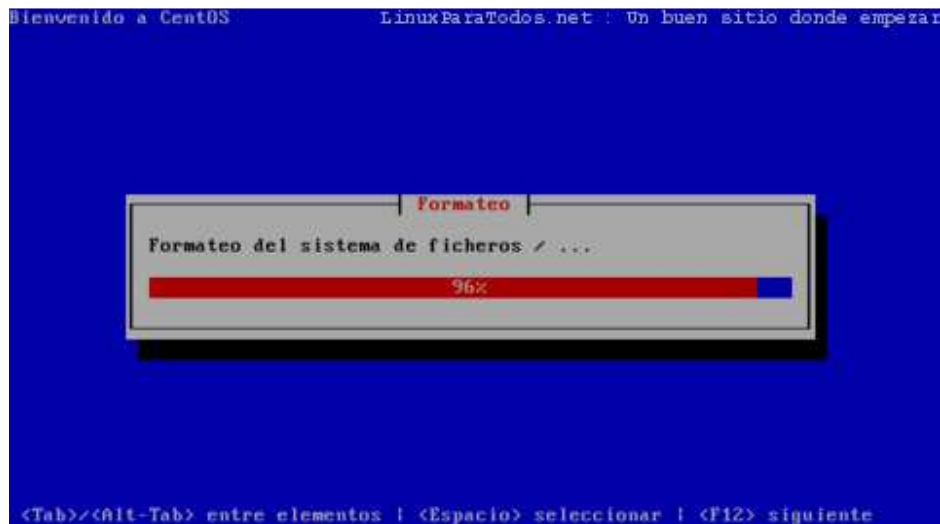 Bienvenido a CentOS LinuxParaTodos.net : Un buen sitio donde empezar
Formateo
Formateo del sistema de ficheros / ...
96%
<Tab>/<Alt-Tab> entre elementos | <Espacio> seleccionar | <F12> siguiente